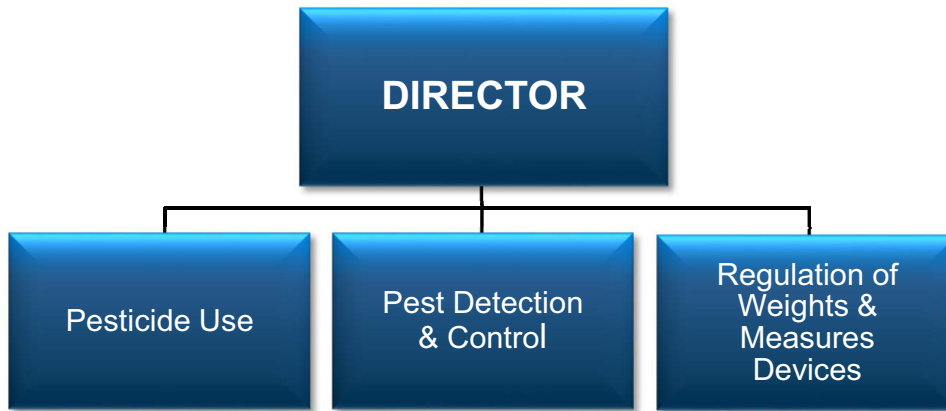 DIRECTOR
Pesticide Use
Pest Detection
& Control
Regulation of
Weights &
Measures
Devices